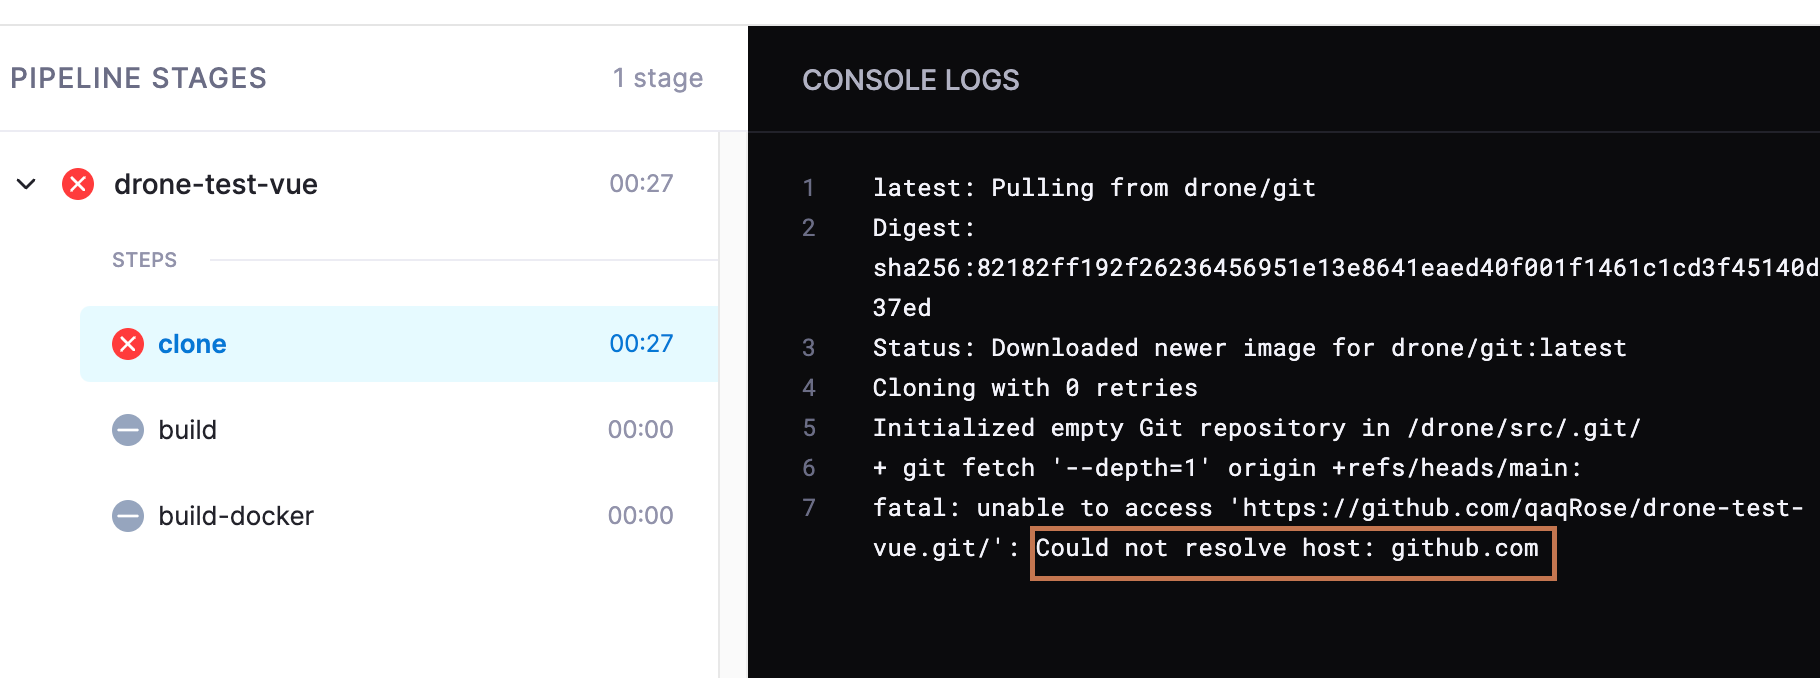 PIPELINE STAGES 1 stage
drone-test-vue 00:27
STEPS
clone 00:27
build 00:00
build-docker 00:00
CONSOLE LOGS
1 latest: Pulling from drone/git
2 Digest:
sha256:82182ff192f26236456951e13e8641eaed40f001f1461c1cd3f45140d
37ed
3 Status: Downloaded newer image for drone/git:latest
4 Cloning with 0 retries
5 Initialized empty Git repository in /drone/src/.git/
6 + git fetch '--depth=1' origin +refs/heads/main:
7 fatal: unable to access 'https://github.com/qaqRose/drone-test-
vue.git/': Could not resolve host: github.com